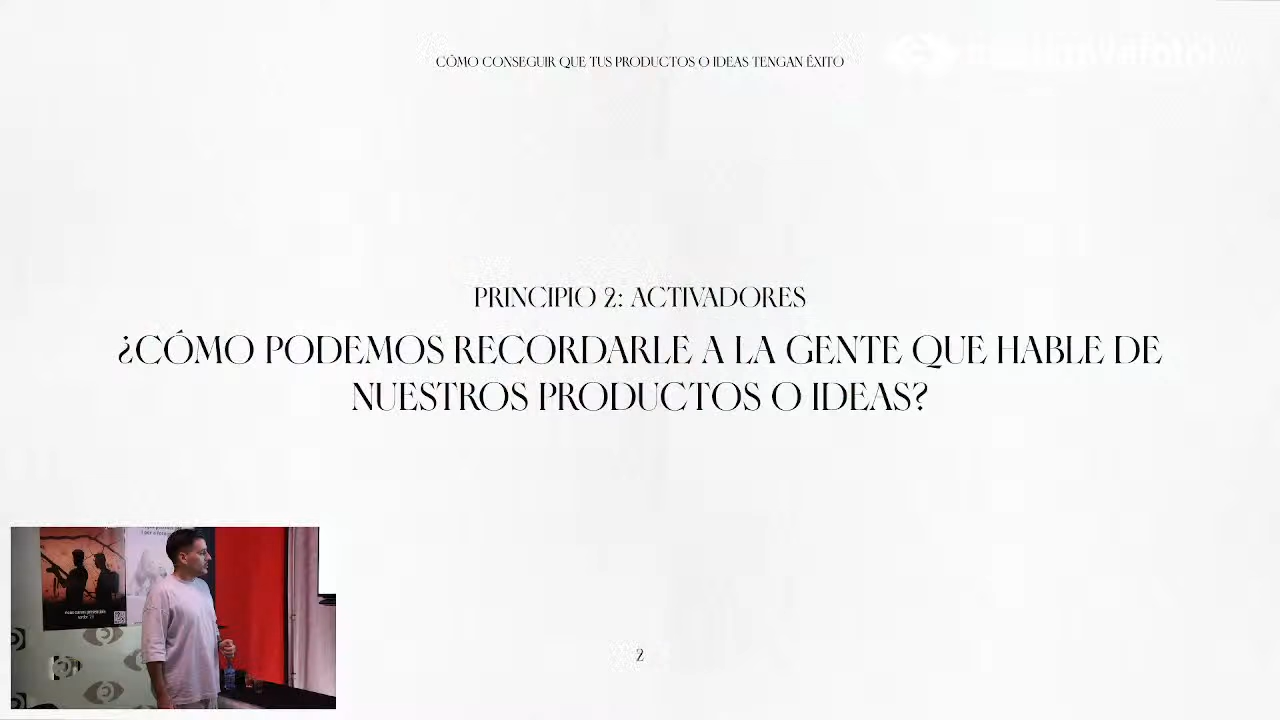 CÓMO CONSEGUIR QUE TUS PRODUCTOS O IDEAS TENGAN ÉXITO
PRINCIPIO 2: ACTIVADORES
¿CÓMO PODEMOS RECORDARLE A LA GENTE QUE HABLE DE
NUESTROS PRODUCTOS O IDEAS?
2